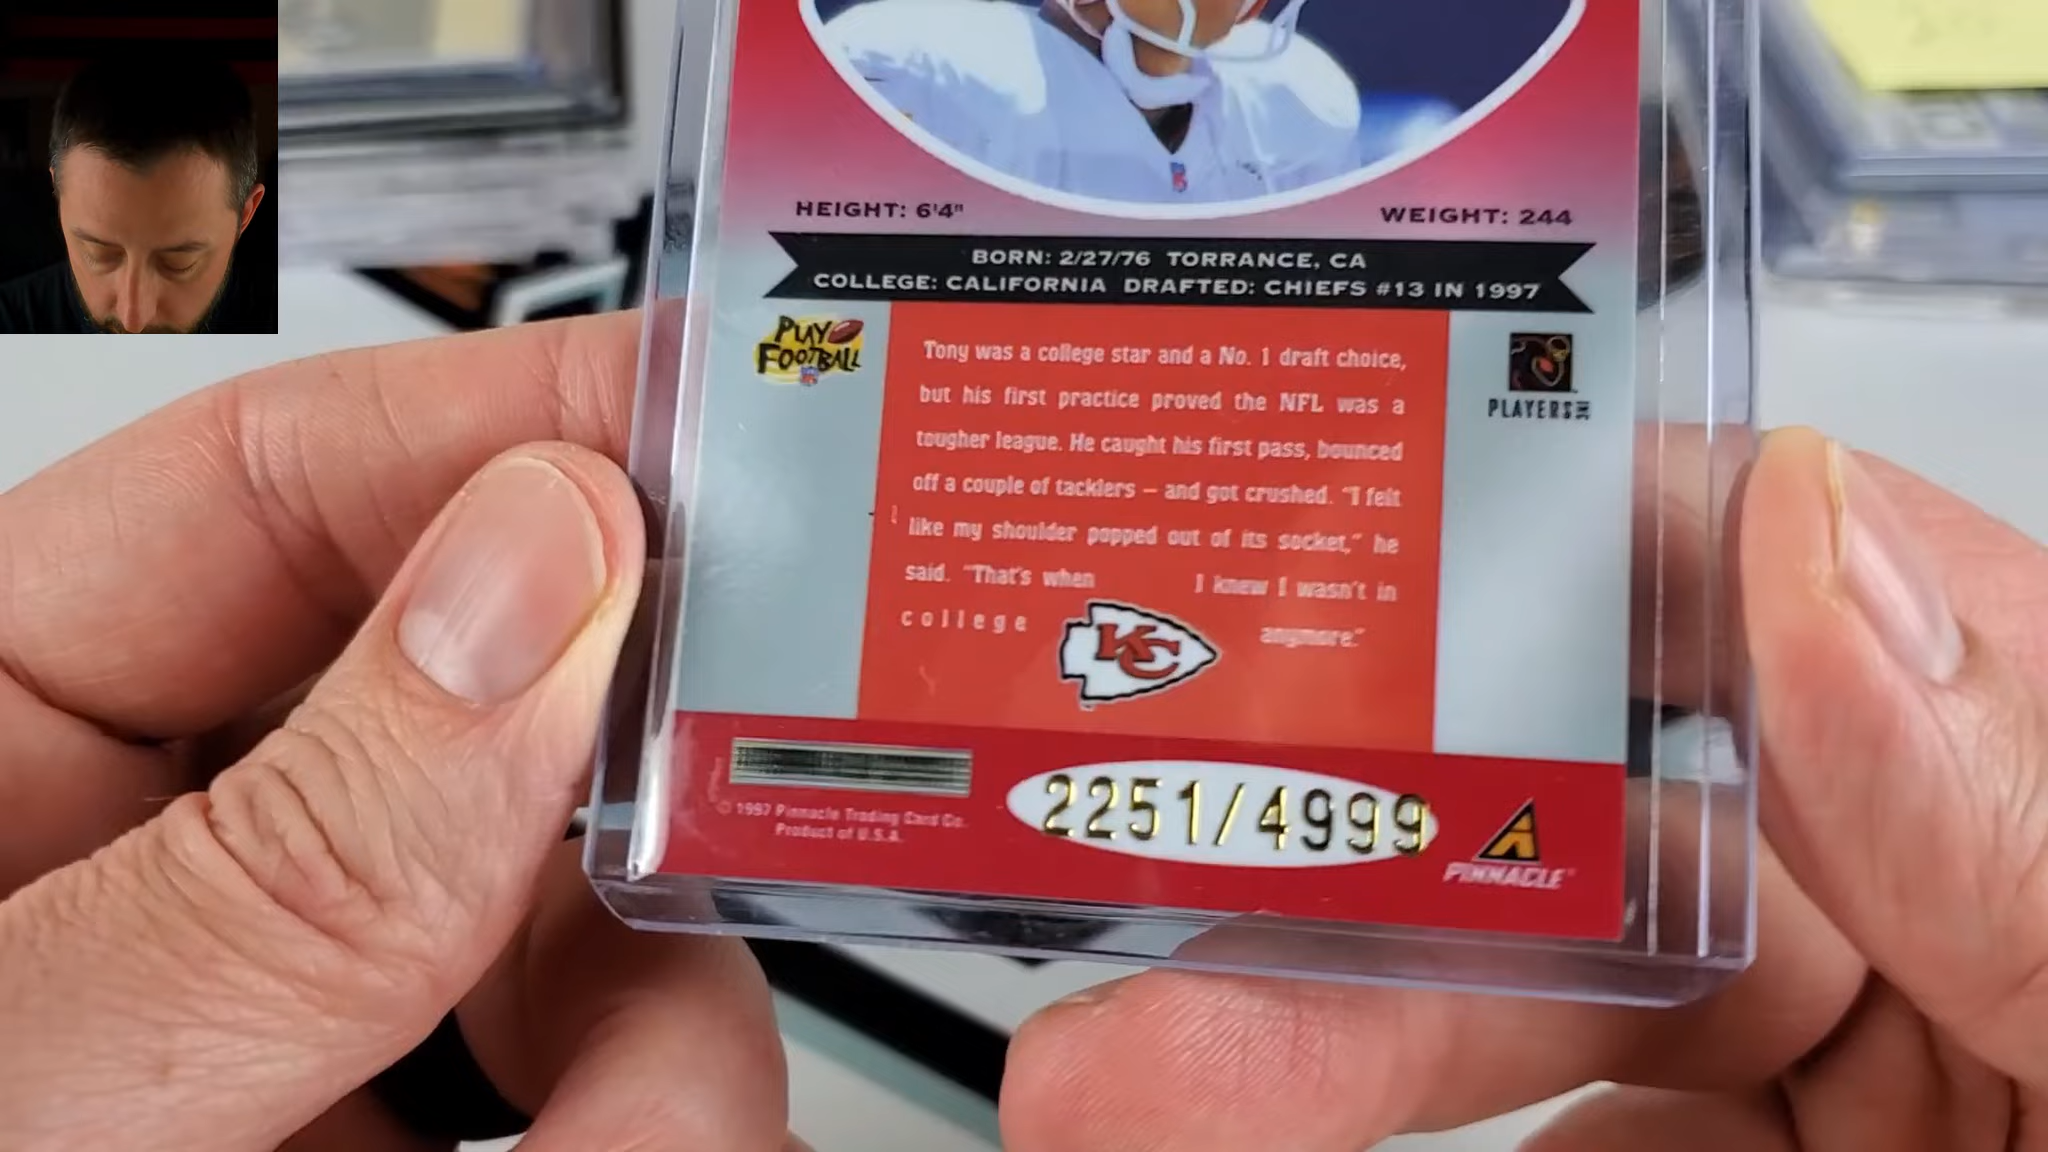 HEIGHT: 6'4"
WEIGHT: 244
BORN: 2/27/76 TORRANCE, CA
COLLEGE: CALIFORNIA DRAFTED: CHIEFS #13 IN 1997
PLAY
FOOTBALL
PLAYERS INC
Tony was a college star and a No. 1 draft choice,
but his first practice proved the NFL was a
tougher league. He caught his first pass, bounced
off a couple of tacklers – and got crushed. "I felt
like my shoulder popped out of its socket," he
said. "That's when I knew I wasn't in
college anymore."
KC
© 1997 Pinnacle Trading Card Co.
Product of U.S.A.
2251/4999
PINNACLE